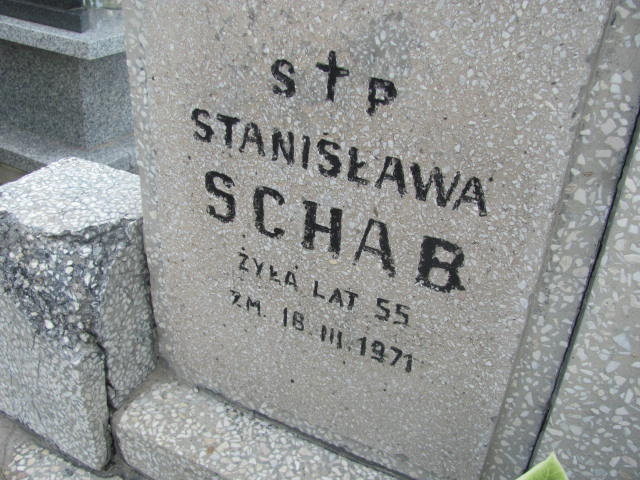 S✝P
STANISŁAWA
SCHAB
ŻYŁA LAT 55
ZM. 18.III.1971